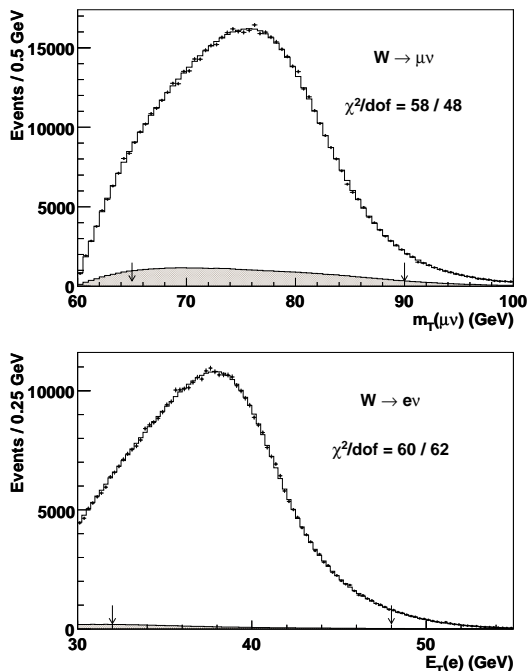 Events / 0.5 GeV
15000
10000
5000
0
W → μν
χ²/dof = 58 / 48
60 70 80 90 100
m_T(μν) (GeV)
Events / 0.25 GeV
10000
5000
0
W → eν
χ²/dof = 60 / 62
30 40 50
E_T(e) (GeV)